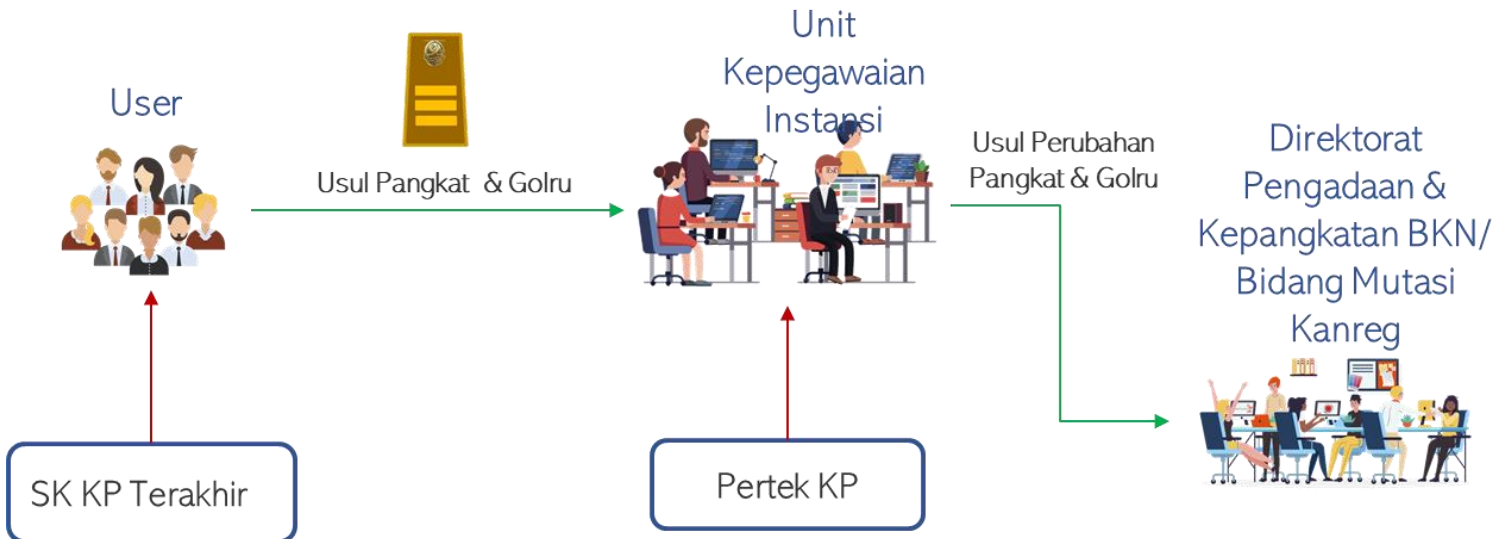 User
Usul Pangkat & Golru
Unit
Kepegawaian
Instansi
Usul Perubahan
Pangkat & Golru
Direktorat
Pengadaan &
Kepangkatan BKN/
Bidang Mutasi
Kanreg
SK KP Terakhir
Pertek KP